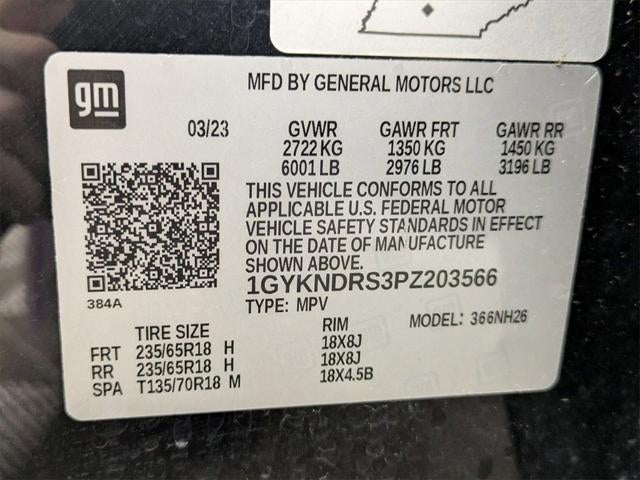 gm
MFD BY GENERAL MOTORS LLC
03/23 GVWR GAWR FRT GAWR RR
2722 KG 1350 KG 1450 KG
6001 LB 2976 LB 3196 LB
THIS VEHICLE CONFORMS TO ALL
APPLICABLE U.S. FEDERAL MOTOR
VEHICLE SAFETY STANDARDS IN EFFECT
ON THE DATE OF MANUFACTURE
SHOWN ABOVE.
1GYKNDRS3PZ203566
384A
TYPE: MPV
MODEL: 366NH26
TIRE SIZE RIM
FRT 235/65R18 H 18X8J
RR 235/65R18 H 18X8J
SPA T135/70R18 M 18X4.5B